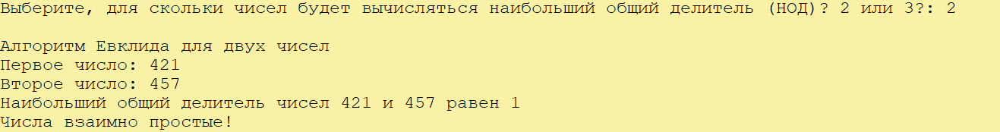 Выберите, для скольки чисел будет вычисляться наибольший общий делитель (НОД)? 2 или 3?: 2
Алгоритм Евклида для двух чисел
Первое число: 421
Второе число: 457
Наибольший общий делитель чисел 421 и 457 равен 1
Числа взаимно простые!